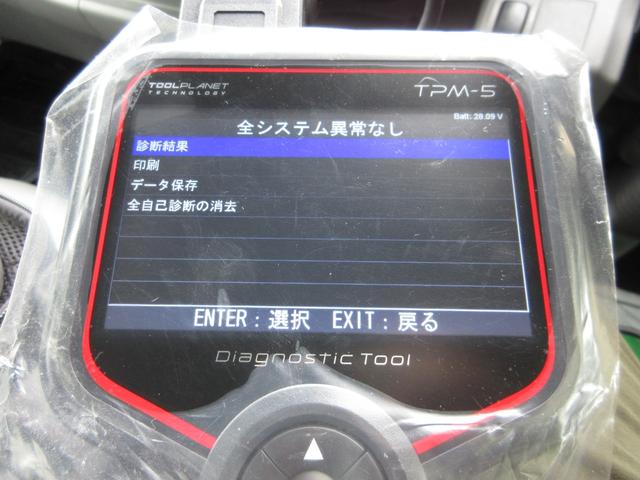 TOOLPLANET
TECHNOLOGY
TPM-5
Batt: 28.09 V
全システム異常なし
診断結果
印刷
データ保存
全自己診断の消去
ENTER：選択 EXIT：戻る
Diagnostic Tool